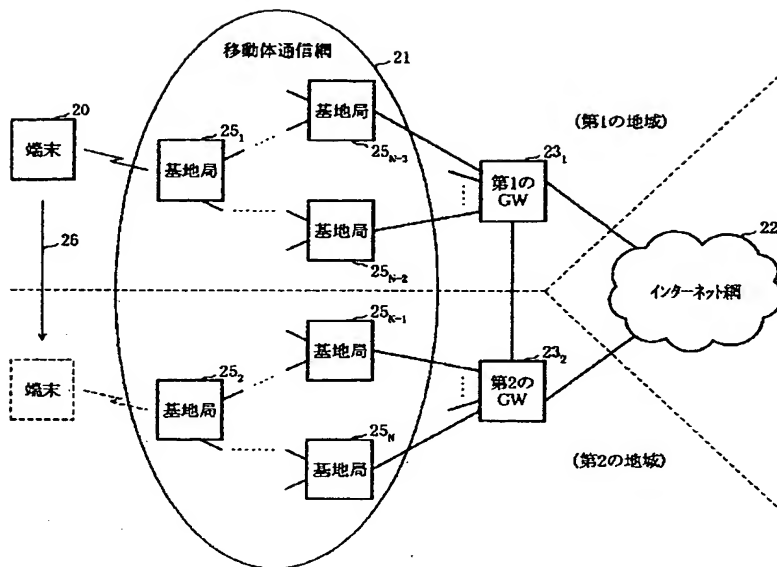 移動体通信網
21
20
端末
25₁
基地局
基地局
25N-3
(第1の地域)
23₁
第1の
GW
基地局
25N-2
26
22
インターネット網
25N-1
基地局
23₂
第2の
GW
端末
25₂
基地局
25N
基地局
(第2の地域)